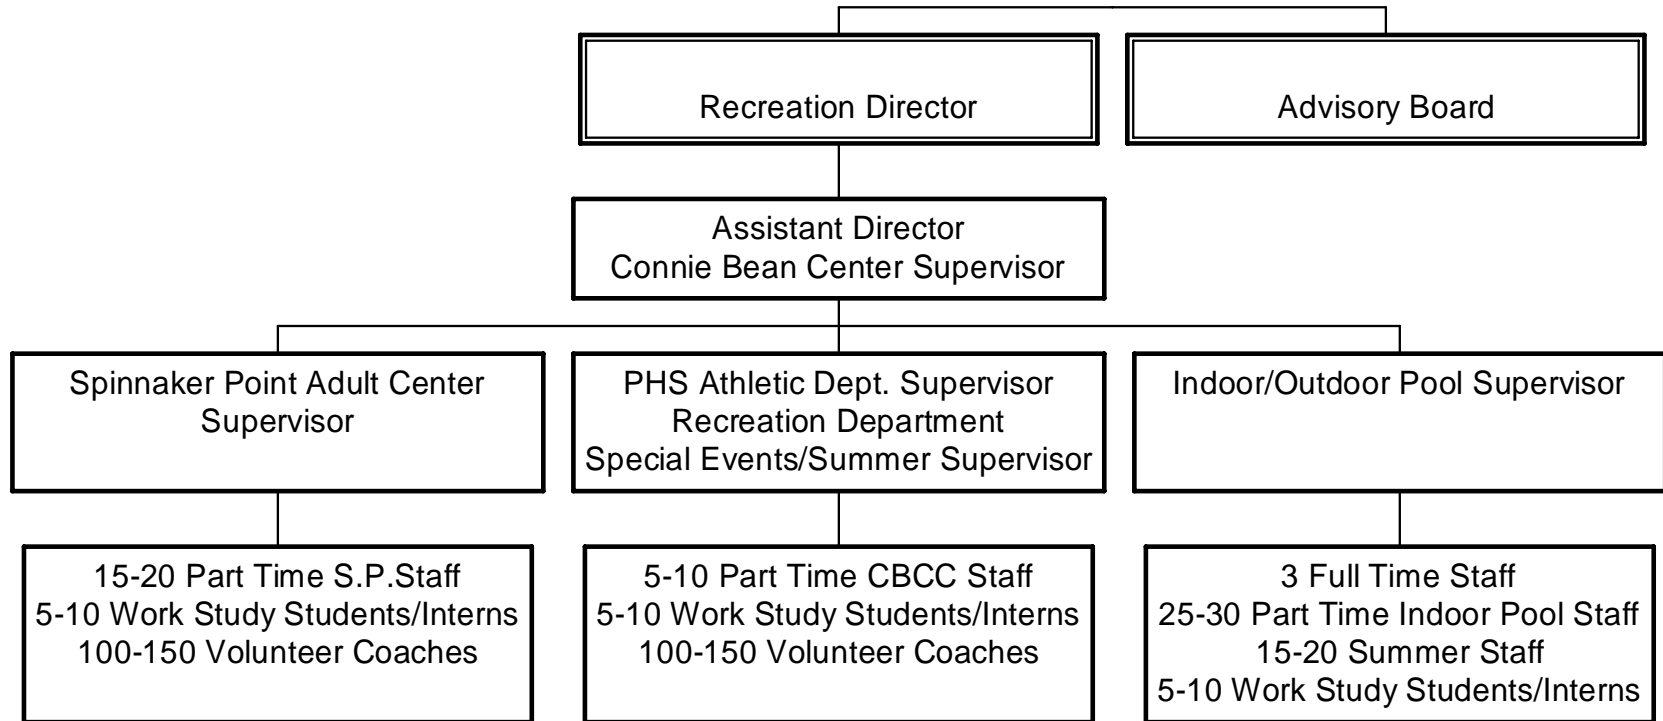 Recreation Director
Advisory Board
Assistant Director
Connie Bean Center Supervisor
Spinnaker Point Adult Center
Supervisor
PHS Athletic Dept. Supervisor
Recreation Department
Special Events/Summer Supervisor
Indoor/Outdoor Pool Supervisor
15-20 Part Time S.P.Staff
5-10 Work Study Students/Interns
100-150 Volunteer Coaches
5-10 Part Time CBCC Staff
5-10 Work Study Students/Interns
100-150 Volunteer Coaches
3 Full Time Staff
25-30 Part Time Indoor Pool Staff
15-20 Summer Staff
5-10 Work Study Students/Interns